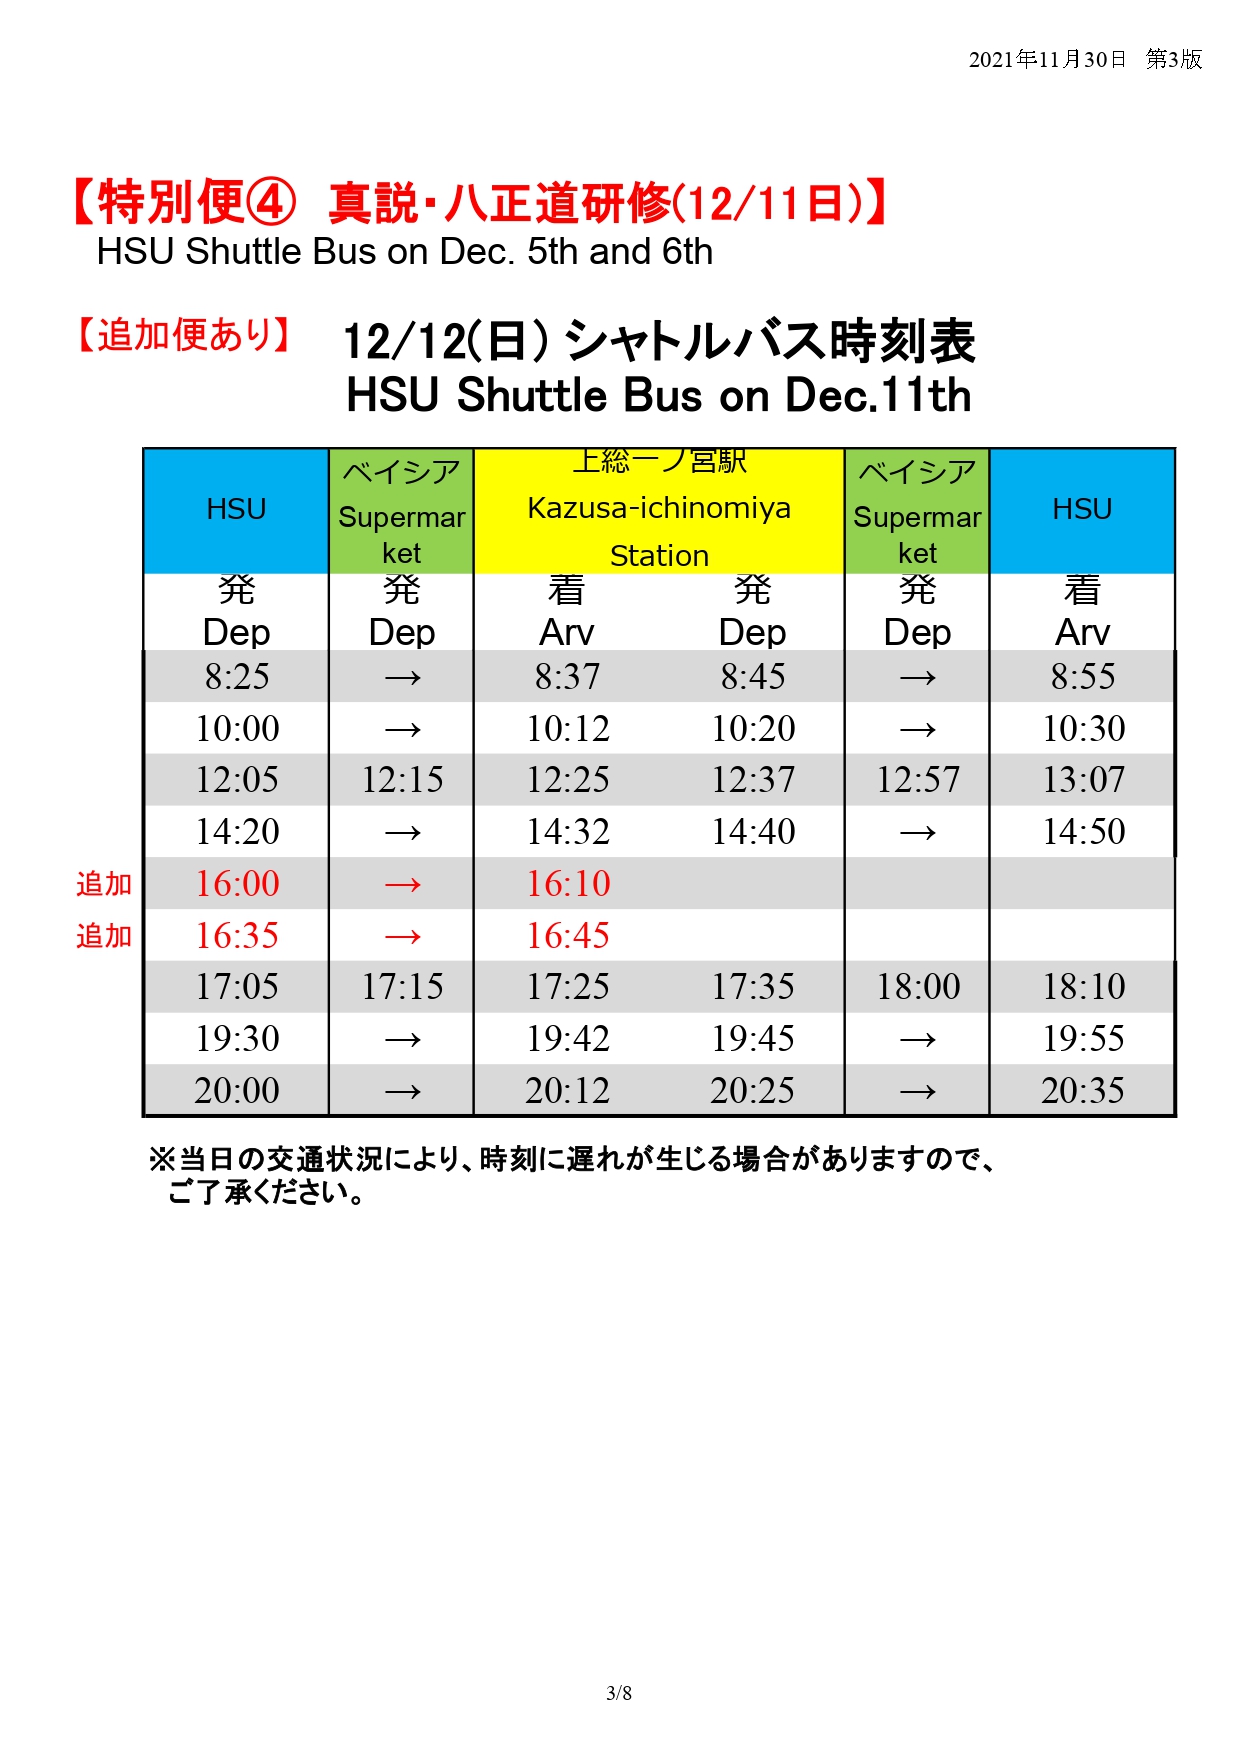 2021年11月30日 第3版
【特別便④ 真説・八正道研修(12/11日)】
HSU Shuttle Bus on Dec. 5th and 6th
【追加便あり】 12/12(日) シャトルバス時刻表
HSU Shuttle Bus on Dec.11th
HSU ベイシア Supermarket 上総一ノ宮駅 Kazusa-ichinomiya Station ベイシア Supermarket HSU
発 発 着 発 発 着
Dep Dep Arv Dep Dep Arv
8:25 → 8:37 8:45 → 8:55
10:00 → 10:12 10:20 → 10:30
12:05 12:15 12:25 12:37 12:57 13:07
14:20 → 14:32 14:40 → 14:50
追加 16:00 → 16:10
追加 16:35 → 16:45
17:05 17:15 17:25 17:35 18:00 18:10
19:30 → 19:42 19:45 → 19:55
20:00 → 20:12 20:25 → 20:35
※当日の交通状況により、時刻に遅れが生じる場合がありますので、
ご了承ください。
3/8